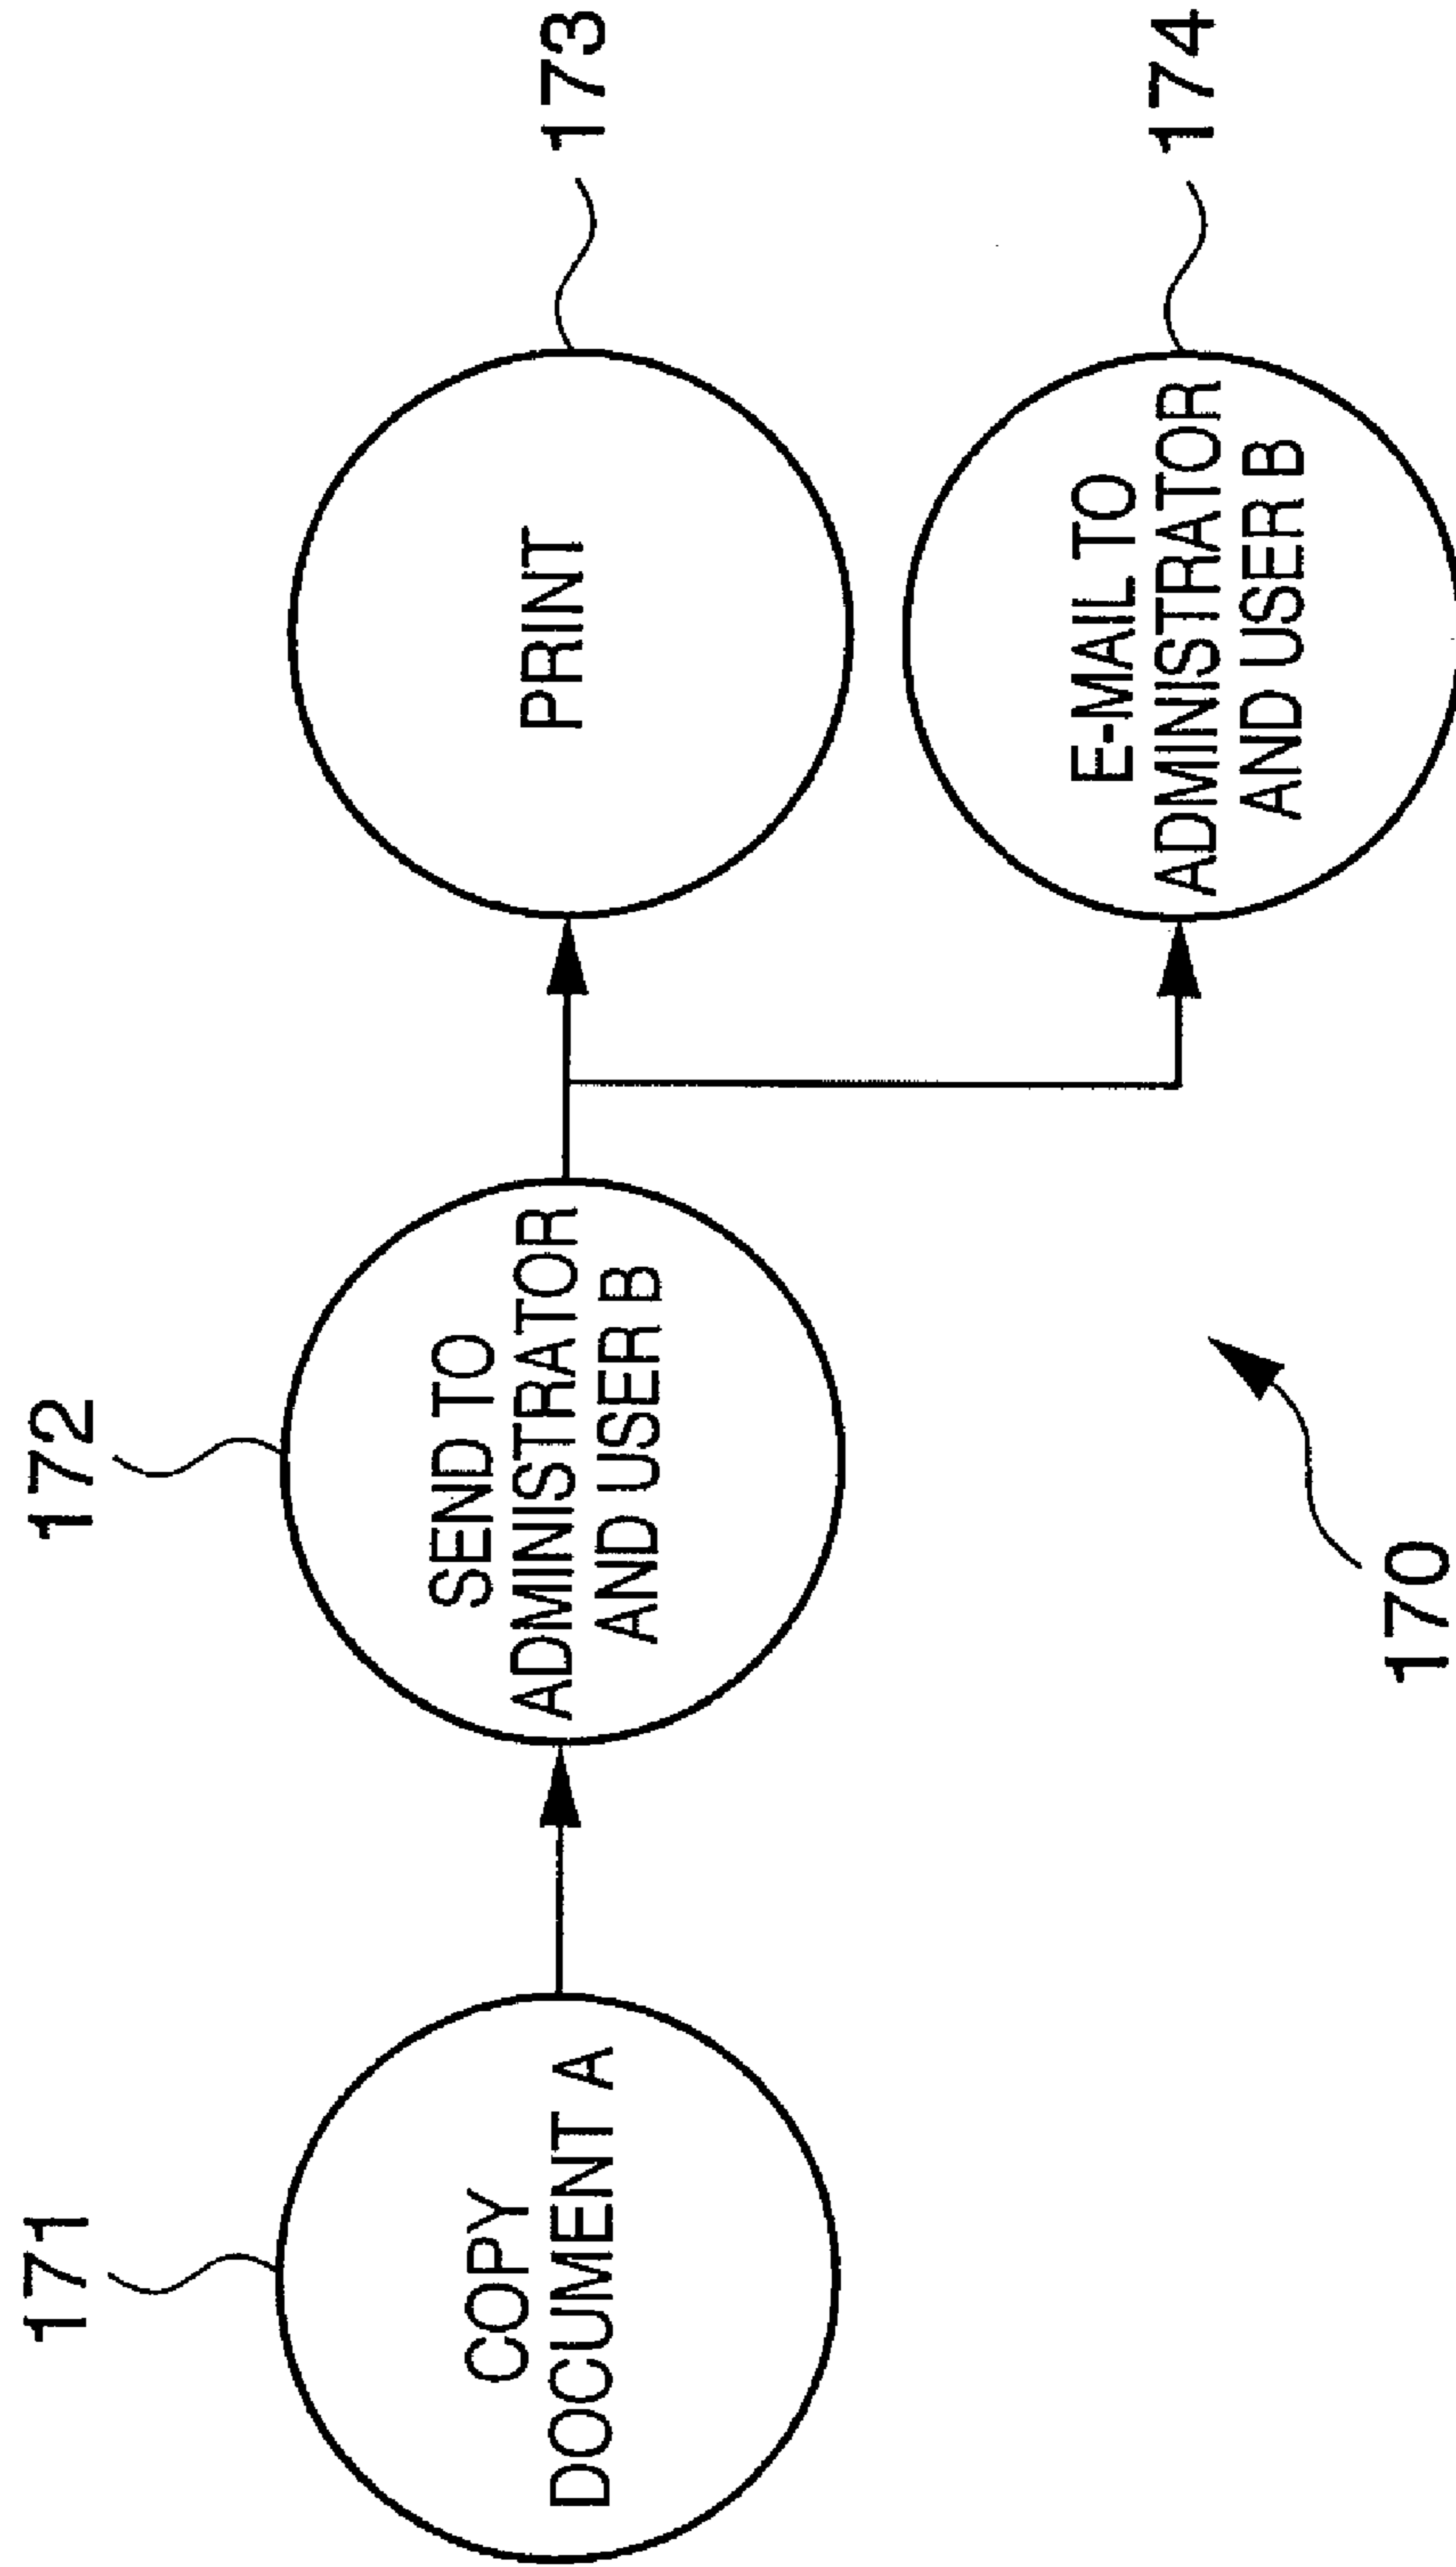 171
COPY
DOCUMENT A
172
SEND TO
ADMINISTRATOR
AND USER B
PRINT
173
E-MAIL TO
ADMINISTRATOR
AND USER B
174
170